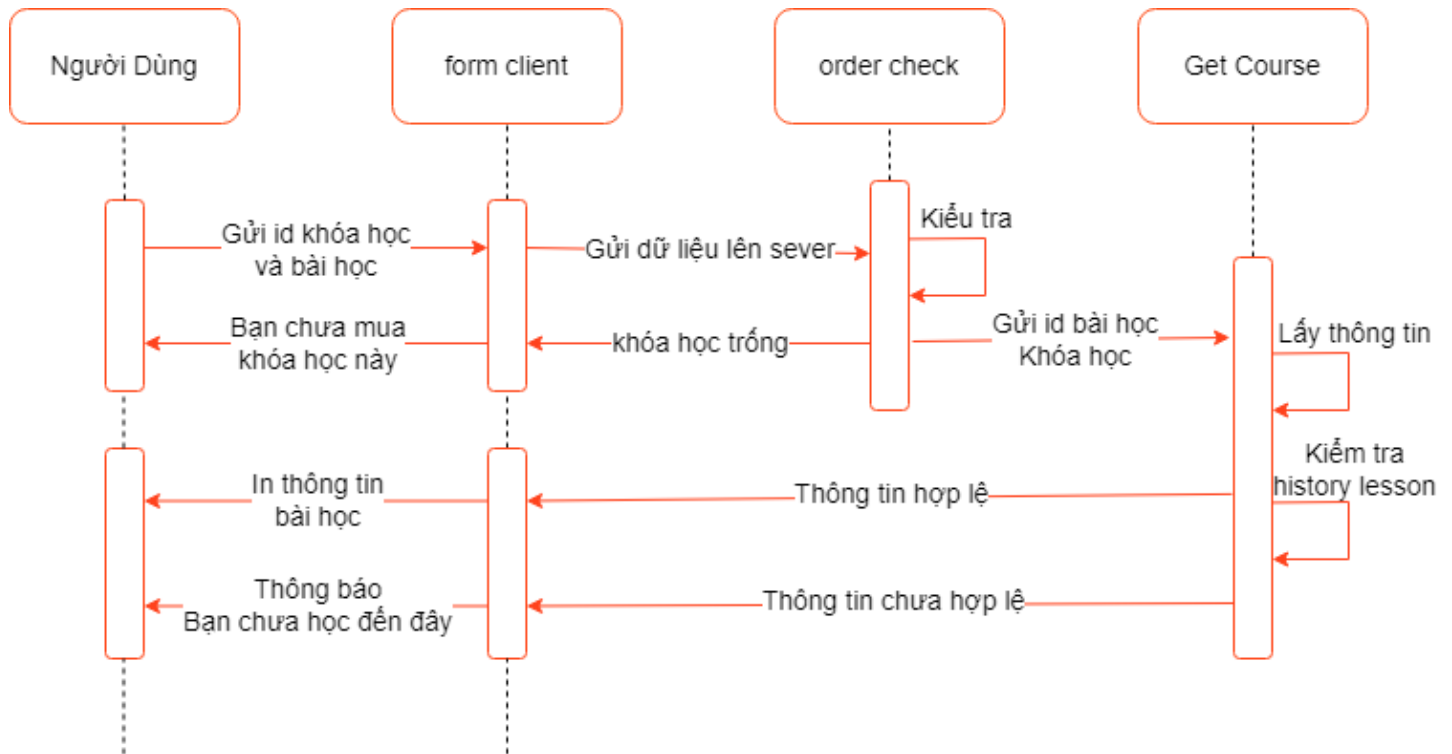 Người Dùng
form client
order check
Get Course
Gửi id khóa học
và bài học
Gửi dữ liệu lên sever
Kiểu tra
Bạn chưa mua
khóa học này
khóa học trống
Gửi id bài học
Khóa học
Lấy thông tin
Kiểm tra
history lesson
In thông tin
bài học
Thông tin hợp lệ
Thông báo
Bạn chưa học đến đây
Thông tin chưa hợp lệ